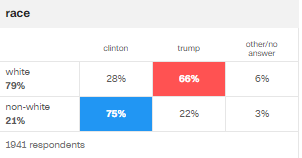 race
clinton trump other/no
answer
white
79%
28% 66% 6%
non-white
21%
75% 22% 3%
1941 respondents